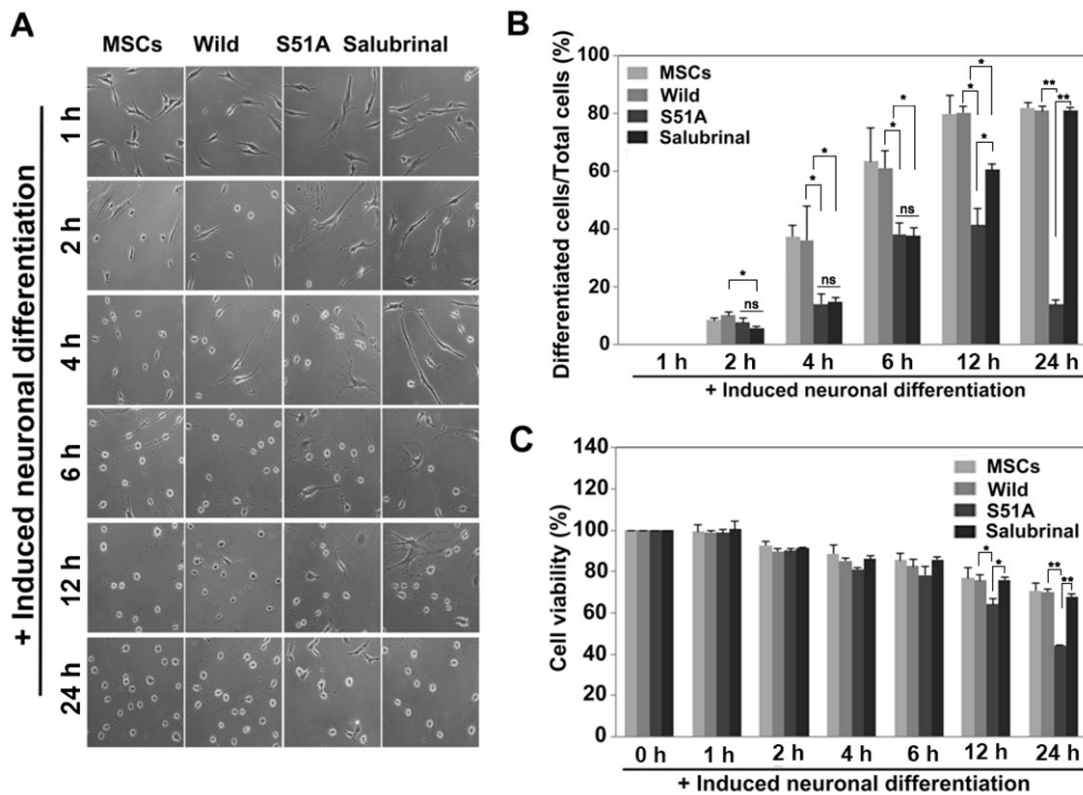 A
MSCs Wild S51A Salubrinal
+ Induced neuronal differentiation
1 h
2 h
4 h
6 h
12 h
24 h
B
Differentiated cells/Total cells (%)
100
80
60
40
20
0
MSCs
Wild
S51A
Salubrinal
*
ns
*
*
ns
*
*
ns
*
*
*
**
**
1 h 2 h 4 h 6 h 12 h 24 h
+ Induced neuronal differentiation
C
Cell viability (%)
140
120
100
80
60
40
20
0
MSCs
Wild
S51A
Salubrinal
*
*
**
**
0 h 1 h 2 h 4 h 6 h 12 h 24 h
+ Induced neuronal differentiation